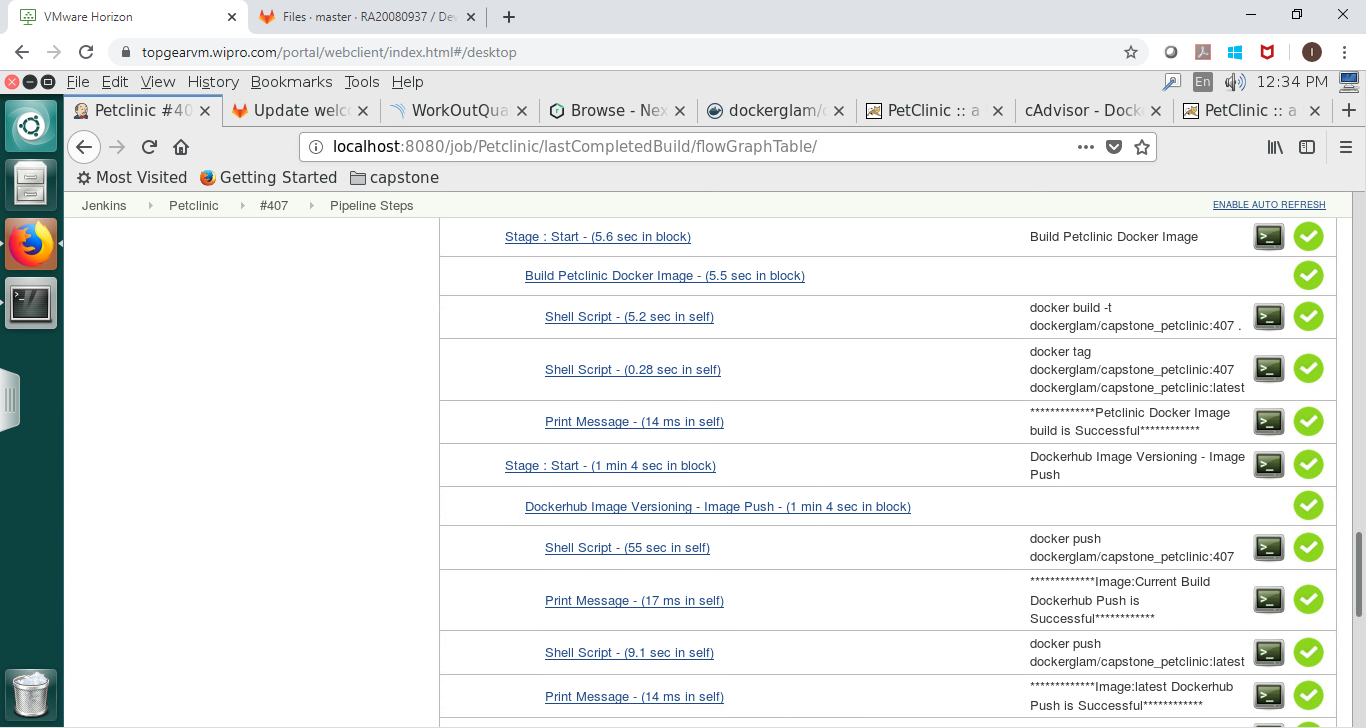 VMware Horizon
Files · master · RA20080937 / Dev
topgearvm.wipro.com/portal/webclient/index.html#/desktop
I
File Edit View History Bookmarks Tools Help
En
12:34 PM
Petclinic #40
Update welc
WorkOutQua
Browse - Nex
dockerglam/c
PetClinic :: a
cAdvisor - Dock
PetClinic :: a
localhost:8080/job/Petclinic/lastCompletedBuild/flowGraphTable/
Most Visited
Getting Started
capstone
Jenkins
Petclinic
#407
Pipeline Steps
ENABLE AUTO REFRESH
Stage : Start - (5.6 sec in block)
Build Petclinic Docker Image
Build Petclinic Docker Image - (5.5 sec in block)
Shell Script - (5.2 sec in self)
docker build -t
dockerglam/capstone_petclinic:407 .
Shell Script - (0.28 sec in self)
docker tag
dockerglam/capstone_petclinic:407
dockerglam/capstone_petclinic:latest
Print Message - (14 ms in self)
*************Petclinic Docker Image
build is Successful************
Stage : Start - (1 min 4 sec in block)
Dockerhub Image Versioning - Image
Push
Dockerhub Image Versioning - Image Push - (1 min 4 sec in block)
Shell Script - (55 sec in self)
docker push
dockerglam/capstone_petclinic:407
Print Message - (17 ms in self)
*************Image:Current Build
Dockerhub Push is
Successful************
Shell Script - (9.1 sec in self)
docker push
dockerglam/capstone_petclinic:latest
Print Message - (14 ms in self)
*************Image:latest Dockerhub
Push is Successful************